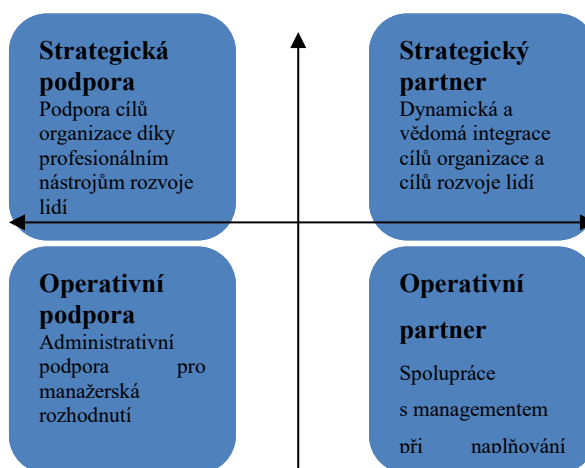 Strategická
podpora
Podpora cílů
organizace díky
profesionálním
nástrojům rozvoje
lidí
Strategický
partner
Dynamická a
vědomá integrace
cílů organizace a
cílů rozvoje lidí
Operativní
podpora
Administrativní
podpora pro
manažerská
rozhodnutí
Operativní
partner
Spolupráce
s managementem
při naplňování